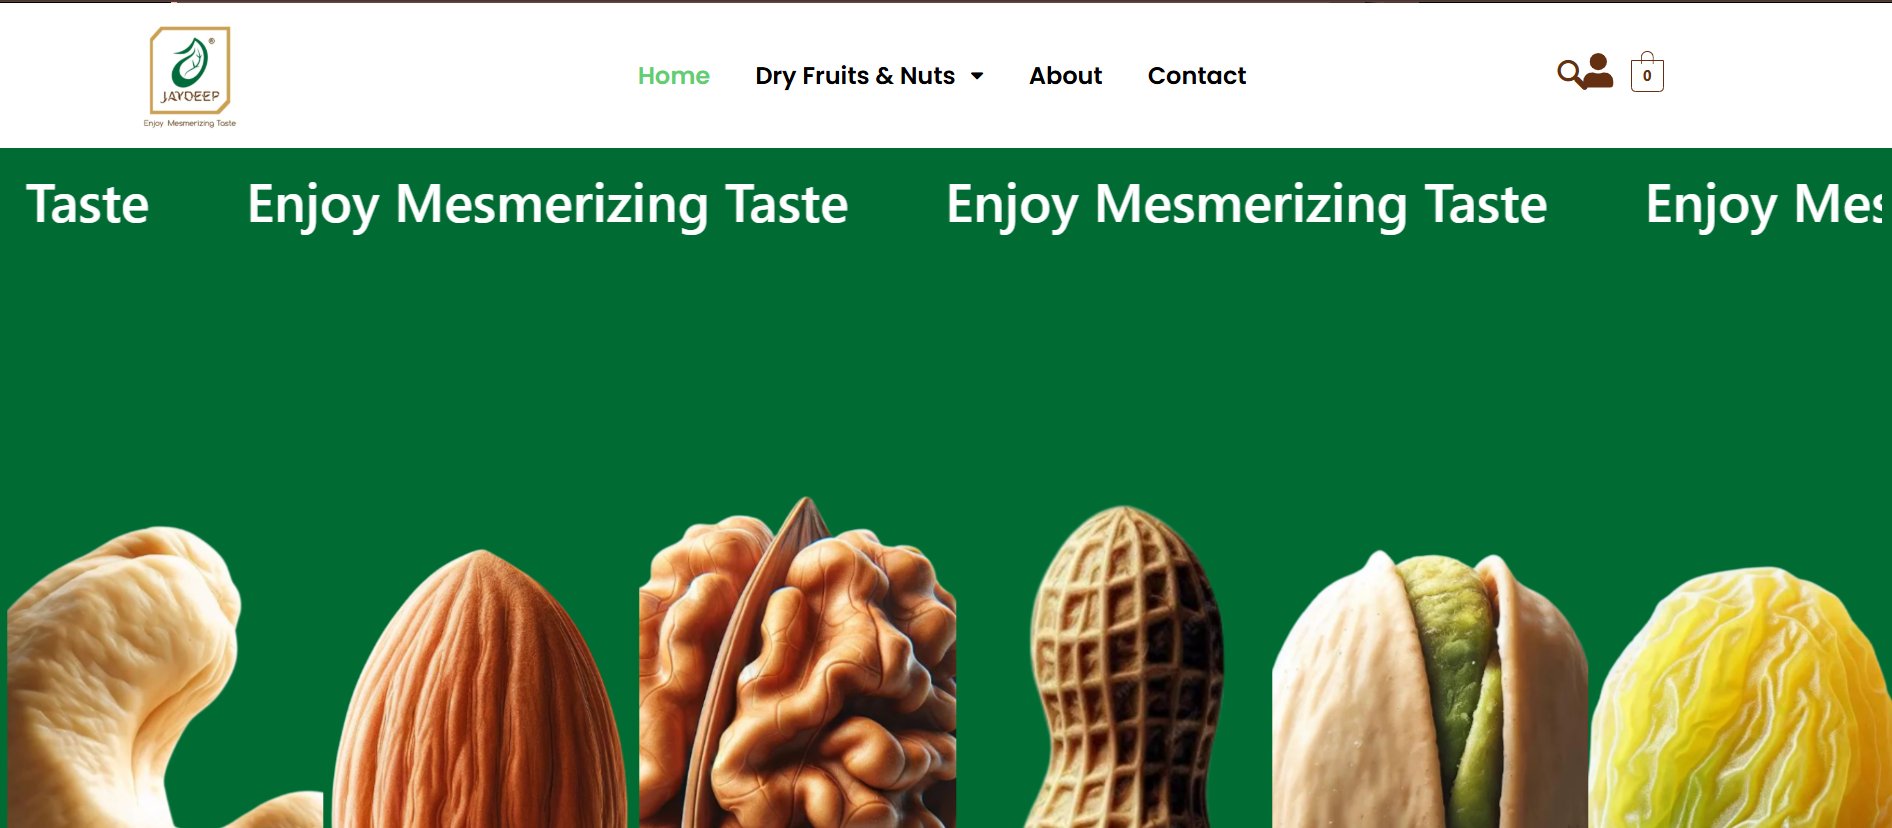 ®
JAYDEEP
Enjoy Mesmerizing Taste
Home Dry Fruits & Nuts About Contact
0
Taste Enjoy Mesmerizing Taste Enjoy Mesmerizing Taste Enjoy Mes